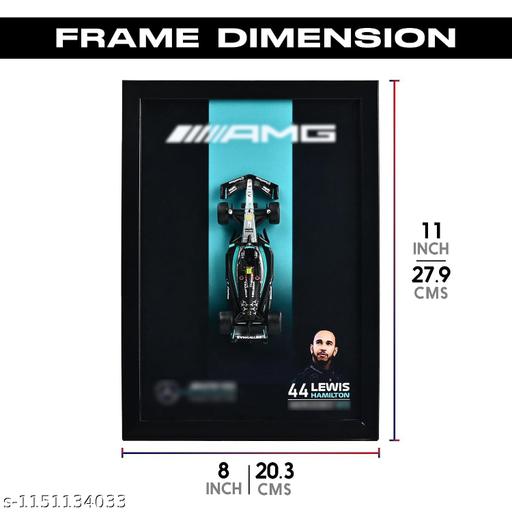 FRAME DIMENSION
AMG
11
INCH
27.9
CMS
44 LEWIS
HAMILTON
8
INCH
20.3
CMS
s-1151134033